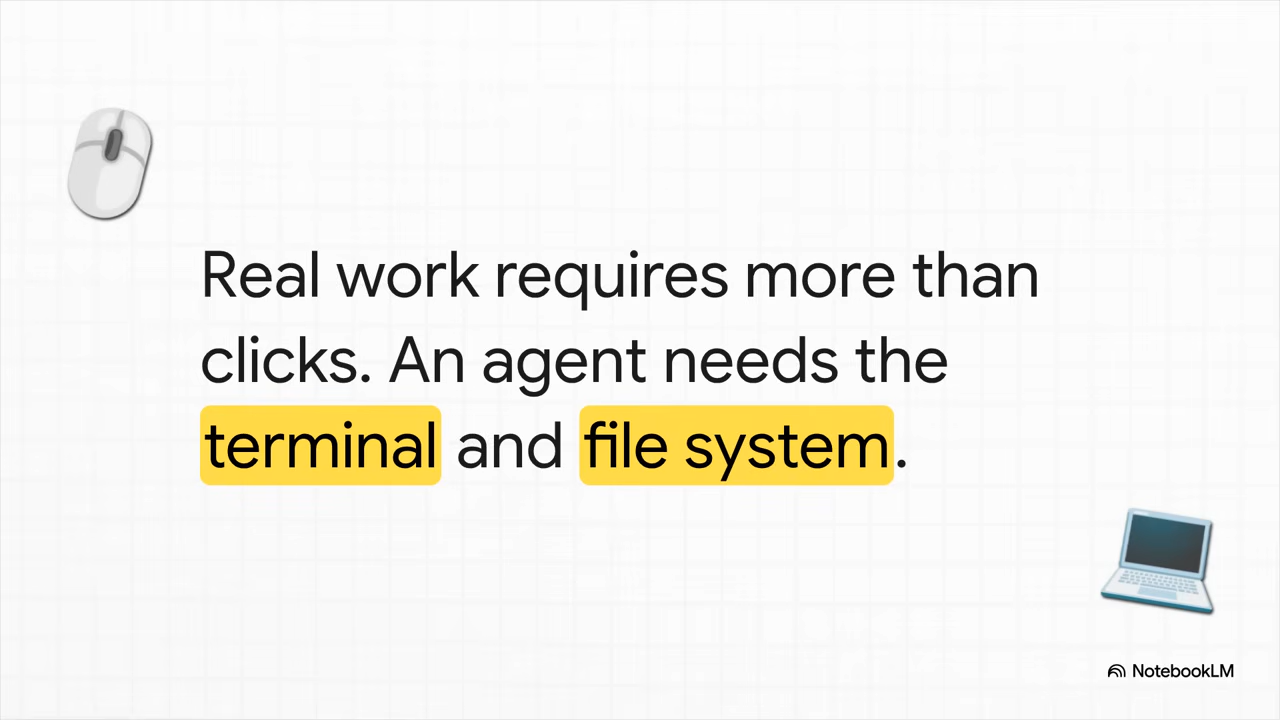 Real work requires more than
clicks. An agent needs the
terminal and file system.
NotebookLM